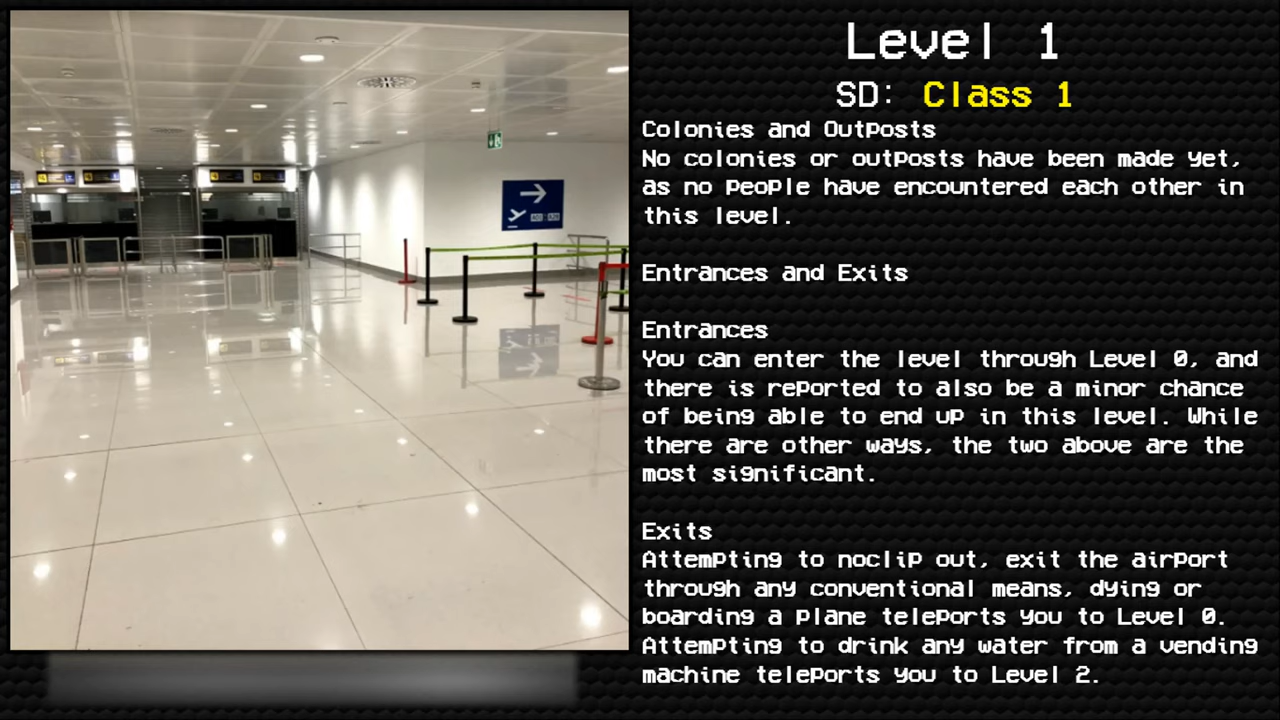 Level 1
SD: Class 1
Colonies and Outposts
No colonies or outposts have been made yet,
as no people have encountered each other in
this level.
Entrances and Exits
Entrances
You can enter the level through Level 0, and
there is reported to also be a minor chance
of being able to end up in this level. While
there are other ways, the two above are the
most significant.
Exits
Attempting to noclip out, exit the airport
through any conventional means, dying or
boarding a plane teleports you to Level 0.
Attempting to drink any water from a vending
machine teleports you to Level 2.